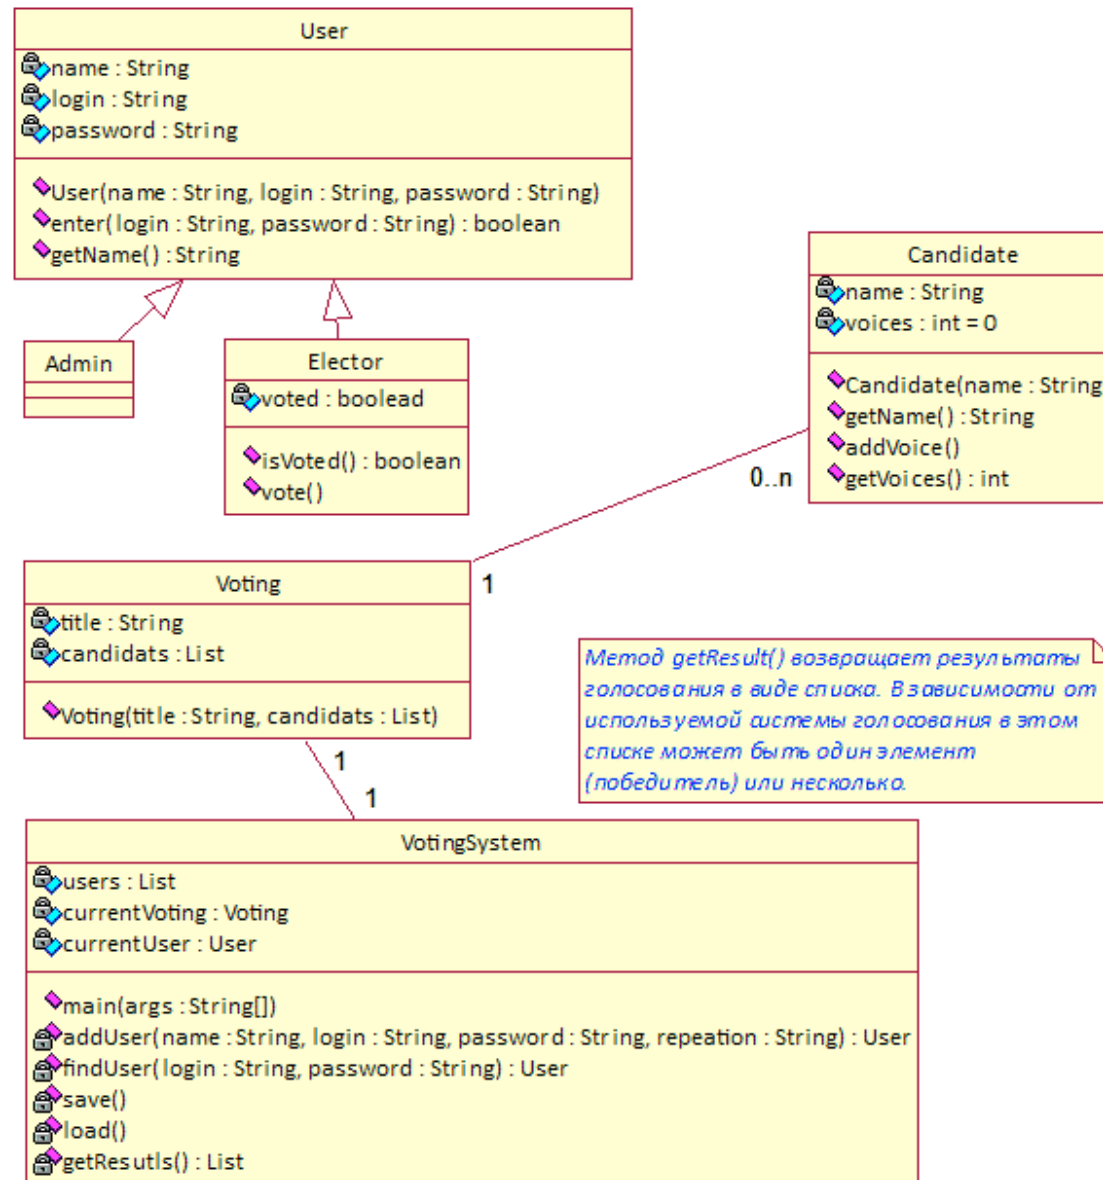 User
name : String
login : String
password : String
User(name : String, login : String, password : String)
enter(login : String, password : String) : boolean
getName() : String
Admin
Elector
voted : boolead
isVoted() : boolean
vote()
Candidate
name : String
voices : int = 0
Candidate(name : String
getName() : String
addVoice()
getVoices() : int
0..n
1
Voting
title : String
candidats : List
Voting(title : String, candidats : List)
Метод getResult() возвращает результаты
голосования в виде списка. В зависимости от
используемой системы голосования в этом
списке может быть один элемент
(победитель) или несколько.
1
1
VotingSystem
users : List
currentVoting : Voting
currentUser : User
main(args : String[])
addUser(name : String, login : String, password : String, repeation : String) : User
findUser(login : String, password : String) : User
save()
load()
getResutls() : List